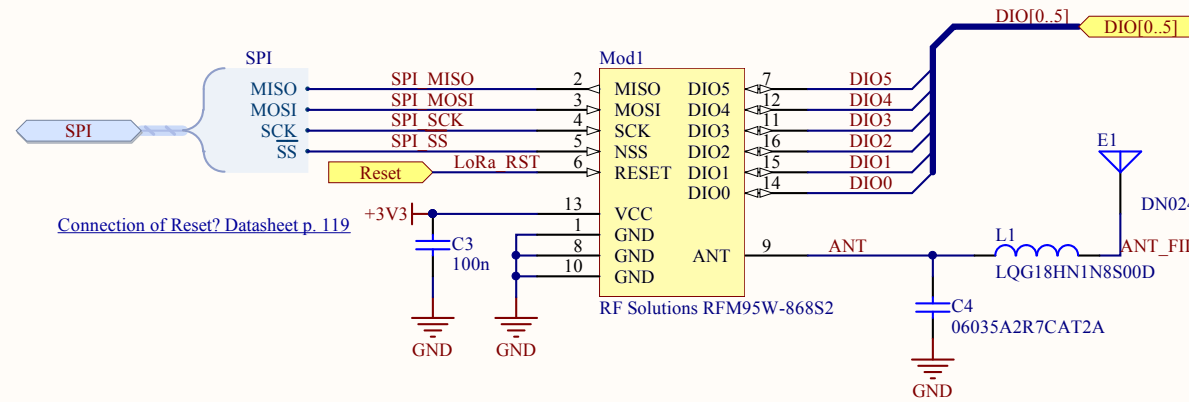 DIO[0..5]
DIO[0..5]
SPI
Mod1
MISO SPI_MISO 2 MISO DIO5 7 DIO5
MOSI SPI_MOSI 3 MOSI DIO4 12 DIO4
SPI SCK SPI_SCK 4 SCK DIO3 11 DIO3
SS SPI_SS 5 NSS DIO2 16 DIO2
Reset LoRa_RST 6 RESET DIO1 15 DIO1
DIO0 14 DIO0
E1
DN024
+3V3 13 VCC
Connection of Reset? Datasheet p. 119
1 GND
C3
100n
8 GND ANT 9 ANT
10 GND
L1
LQG18HN1N8S00D
ANT_FII
RF Solutions RFM95W-868S2
C4
06035A2R7CAT2A
GND
GND
GND